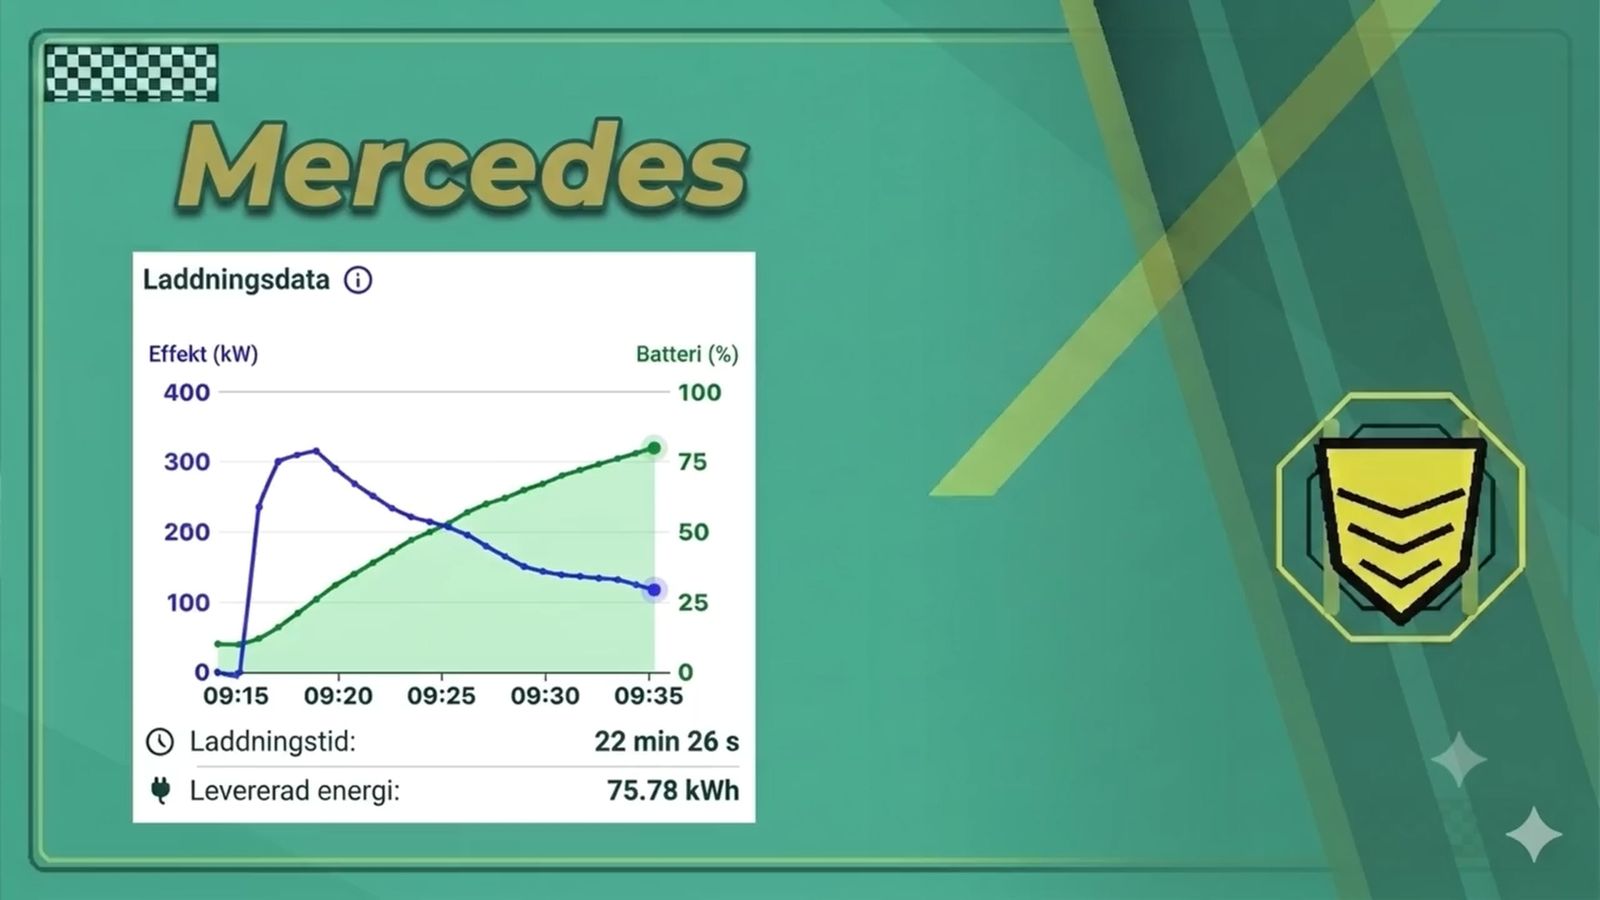 Mercedes
Laddningsdata
Effekt (kW) Batteri (%)
400 100
300 75
200 50
100 25
0 0
09:15 09:20 09:25 09:30 09:35
Laddningstid: 22 min 26 s
Levererad energi: 75.78 kWh